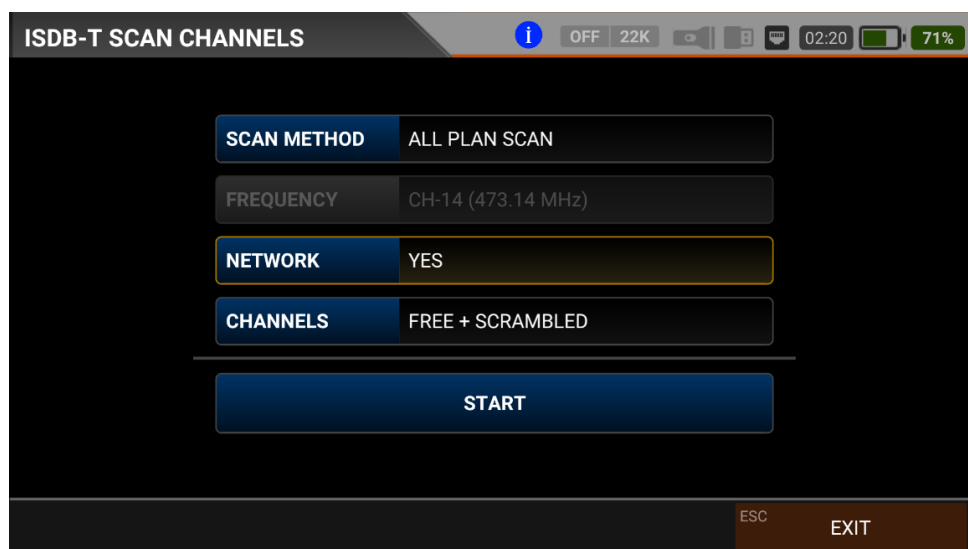 ISDB-T SCAN CHANNELS i OFF 22K 02:20 71%
SCAN METHOD ALL PLAN SCAN
FREQUENCY CH-14 (473.14 MHz)
NETWORK YES
CHANNELS FREE + SCRAMBLED
START
ESC EXIT